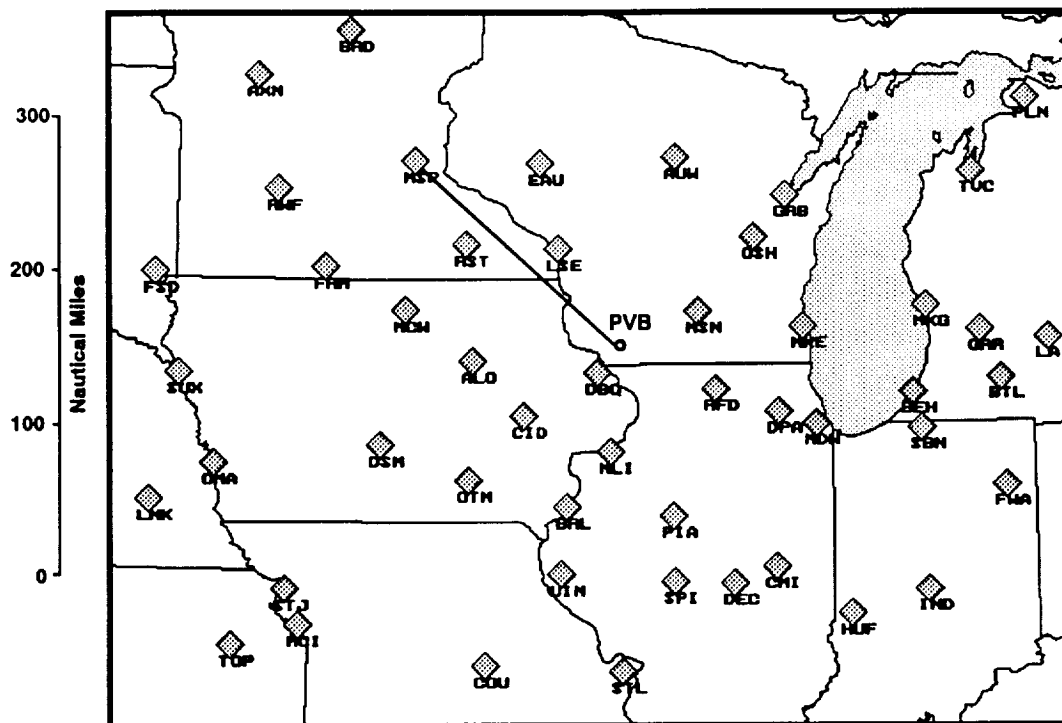 BRD
AXN
300
PLN
MSP
EAU
AUW
TVC
RWF
GRB
OSH
RST
LSE
200
FSD
FRM
Nautical Miles
MCW
PVB
MSN
MKE
MKG
GRR
LA
ALO
SUX
DBQ
RFD
BEH
BTL
100
CID
DPA
MDW
SBN
DSM
MLI
OMA
OTM
FWA
LNK
BRL
PIA
0
UIN
SPI
DEC
CMI
IND
STJ
HUF
MCI
TOP
COU
STL